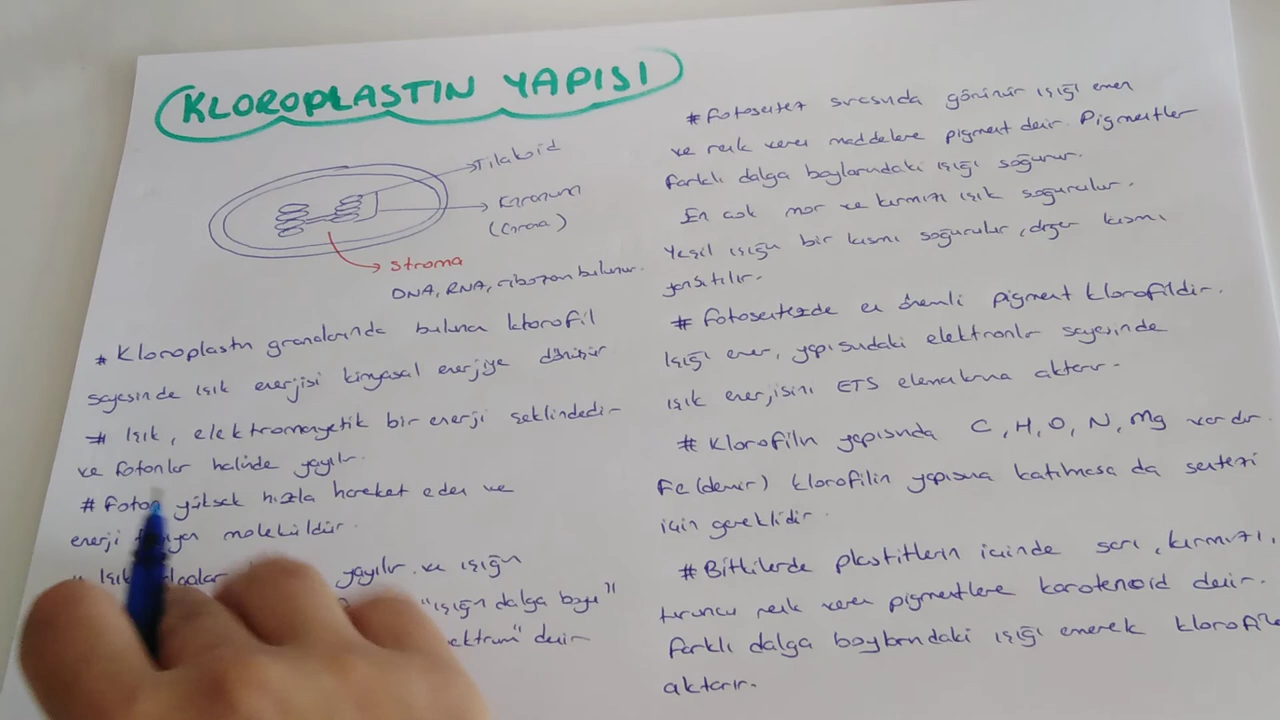 KLOROPLASTIN YAPISI
Tilakoid
Granum
(Grana)
Stroma
DNA, RNA, ribozom bulunur.
# Kloroplastın granalarında bulunan klorofil
sayesinde ışık enerjisi kimyasal enerjiye dönüşür
# Işık, elektromanyetik bir enerji şeklindedir
ve fotonlar halinde yayılır.
# Foton yüksek hızla hareket eden ve
enerji moleküldür.
Işık yayılır ve ışığın
"ışığın dalga boyu"
denir
# Fotosentez sırasında görünür ışığı emen
ve renk veren maddelere pigment denir. Pigmentler
farklı dalga boylarındaki ışığı soğurur.
En çok mor ve kırmızı ışık soğurulur.
Yeşil ışığın bir kısmı soğurulur, diğer kısmı
yansıtılır.
# Fotosentezde en önemli pigment klorofildir.
Işığı emer, yapısındaki elektronlar sayesinde
ışık enerjisini ETS elemanlarına aktarır.
# Klorofilin yapısında C, H, O, N, Mg vardır
Fe (demir) klorofilin yapısına katılmasa da sentezi
için gereklidir.
# Bitkilerde plastitlerin içinde sarı, kırmızı,
turuncu renk veren pigmentlere karotenoid denir.
Farklı dalga boylarındaki ışığı emerek klorofile
aktarır.